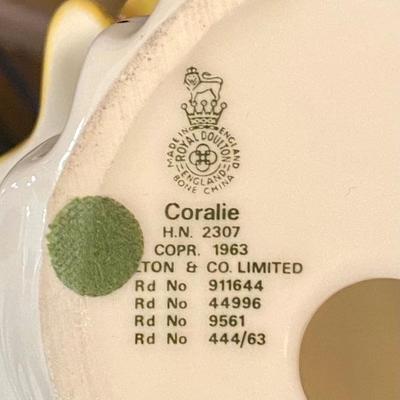 MADE IN ENGLAND
ROYAL DOULTON
ENGLAND
BONE CHINA
Coralie
H.N. 2307
COPR. 1963
LTON & CO. LIMITED
Rd No 911644
Rd No 44996
Rd No 9561
Rd No 444/63